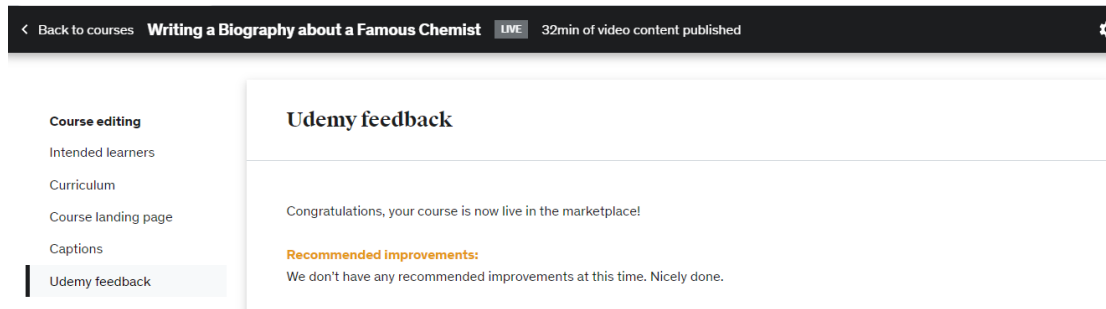 Back to courses Writing a Biography about a Famous Chemist LIVE 32min of video content published
Course editing
Intended learners
Curriculum
Course landing page
Captions
Udemy feedback
Udemy feedback
Congratulations, your course is now live in the marketplace!
Recommended improvements:
We don't have any recommended improvements at this time. Nicely done.